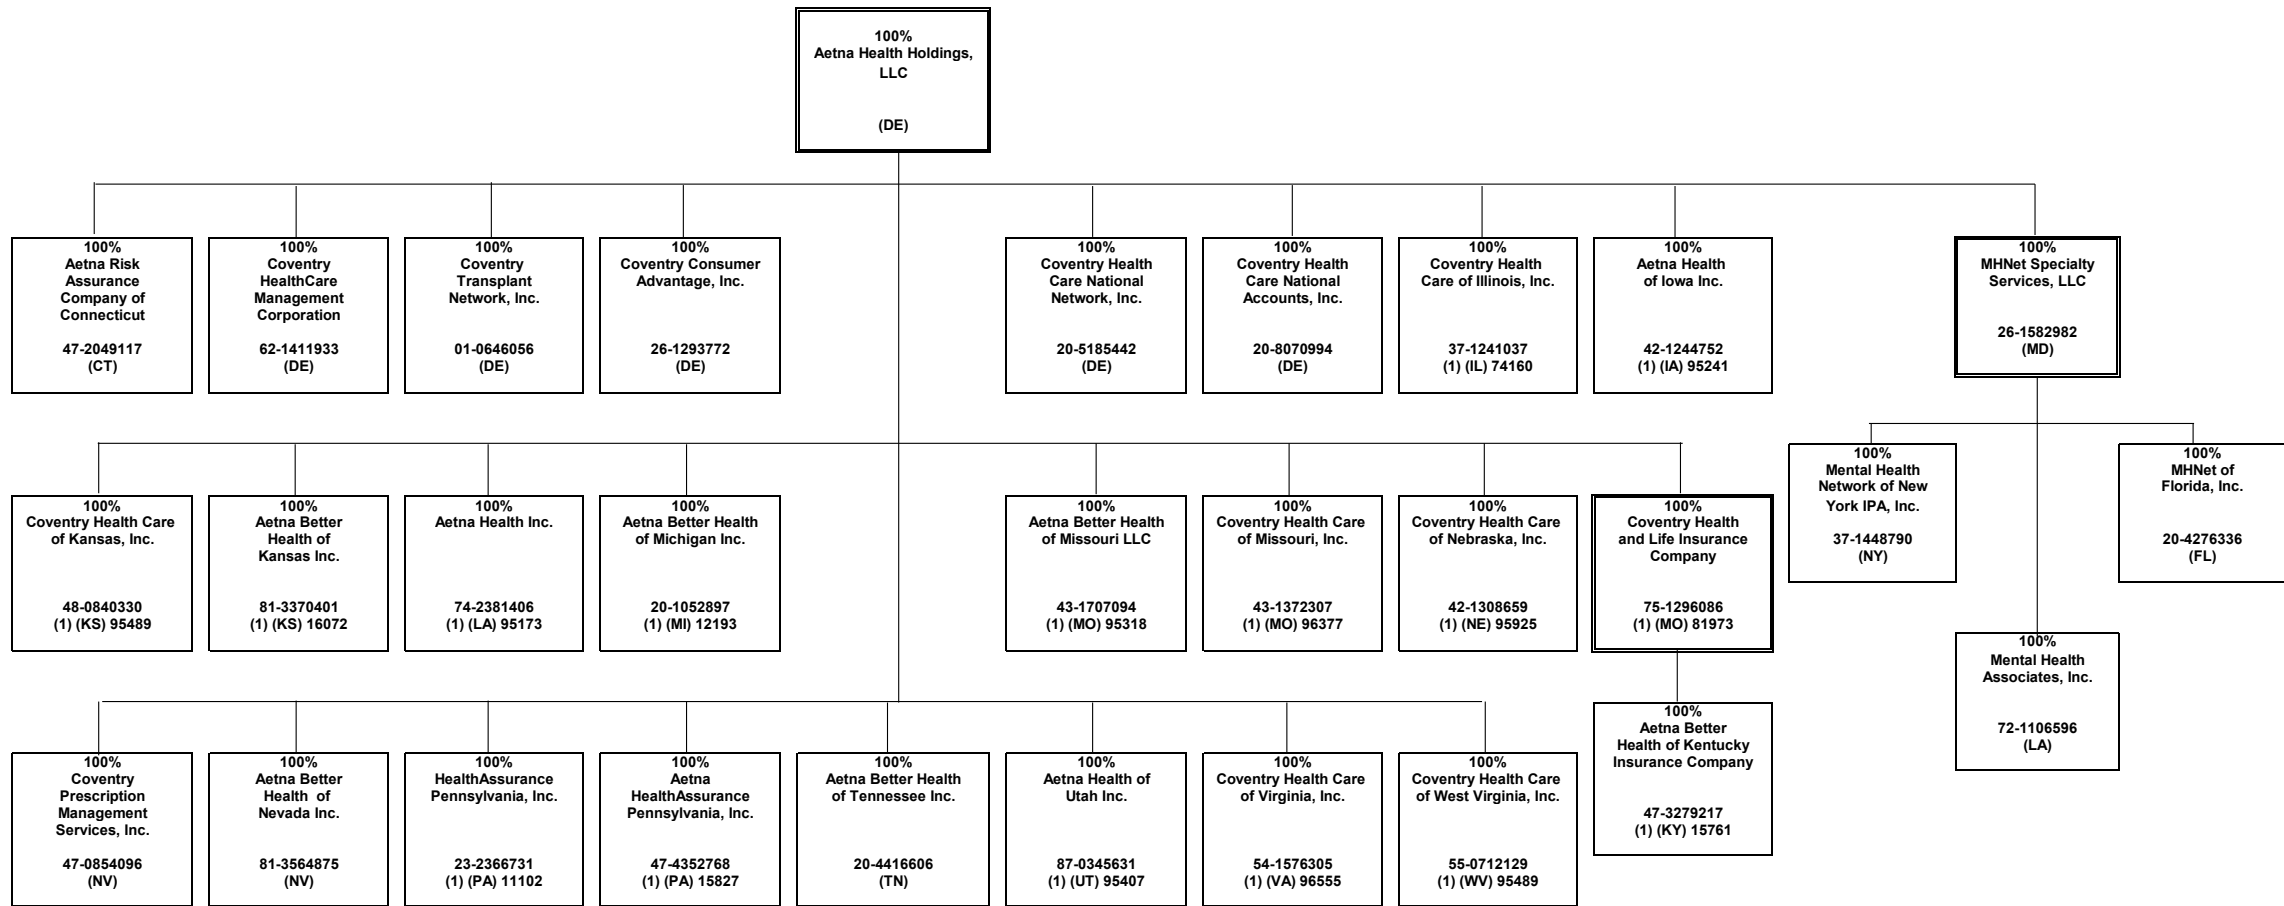 100%
Aetna Health Holdings,
LLC
(DE)
100%
Aetna Risk
Assurance
Company of
Connecticut
47-2049117
(CT)
100%
Coventry
HealthCare
Management
Corporation
62-1411933
(DE)
100%
Coventry
Transplant
Network, Inc.
01-0646056
(DE)
100%
Coventry Consumer
Advantage, Inc.
26-1293772
(DE)
100%
Coventry Health
Care National
Network, Inc.
20-5185442
(DE)
100%
Coventry Health
Care National
Accounts, Inc.
20-8070994
(DE)
100%
Coventry Health
Care of Illinois, Inc.
37-1241037
(1) (IL) 74160
100%
Aetna Health
of Iowa Inc.
42-1244752
(1) (IA) 95241
100%
MHNet Specialty
Services, LLC
26-1582982
(MD)
100%
Mental Health
Network of New
York IPA, Inc.
37-1448790
(NY)
100%
MHNet of
Florida, Inc.
20-4276336
(FL)
100%
Coventry Health Care
of Kansas, Inc.
48-0840330
(1) (KS) 95489
100%
Aetna Better
Health of
Kansas Inc.
81-3370401
(1) (KS) 16072
100%
Aetna Health Inc.
74-2381406
(1) (LA) 95173
100%
Aetna Better Health
of Michigan Inc.
20-1052897
(1) (MI) 12193
100%
Aetna Better Health
of Missouri LLC
43-1707094
(1) (MO) 95318
100%
Coventry Health Care
of Missouri, Inc.
43-1372307
(1) (MO) 96377
100%
Coventry Health Care
of Nebraska, Inc.
42-1308659
(1) (NE) 95925
100%
Coventry Health
and Life Insurance
Company
75-1296086
(1) (MO) 81973
100%
Mental Health
Associates, Inc.
72-1106596
(LA)
100%
Aetna Better
Health of Kentucky
Insurance Company
47-3279217
(1) (KY) 15761
100%
Coventry
Prescription
Management
Services, Inc.
47-0854096
(NV)
100%
Aetna Better
Health of
Nevada Inc.
81-3564875
(NV)
100%
HealthAssurance
Pennsylvania, Inc.
23-2366731
(1) (PA) 11102
100%
Aetna
HealthAssurance
Pennsylvania, Inc.
47-4352768
(1) (PA) 15827
100%
Aetna Better Health
of Tennessee Inc.
20-4416606
(TN)
100%
Aetna Health of
Utah Inc.
87-0345631
(1) (UT) 95407
100%
Coventry Health Care
of Virginia, Inc.
54-1576305
(1) (VA) 96555
100%
Coventry Health Care
of West Virginia, Inc.
55-0712129
(1) (WV) 95489